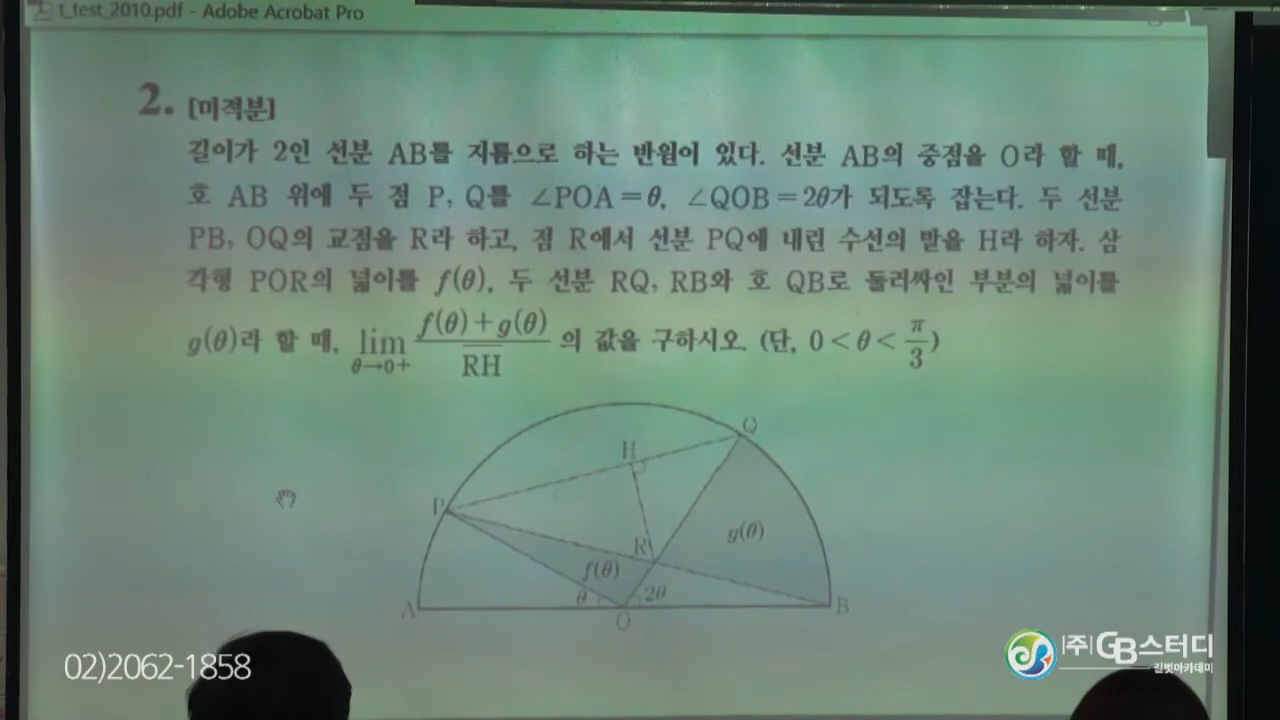 t_test_2010.pdf - Adobe Acrobat Pro
2. [미적분]
길이가 2인 선분 AB를 지름으로 하는 반원이 있다. 선분 AB의 중점을 O라 할 때,
호 AB 위에 두 점 P, Q를 ∠POA=θ, ∠QOB=2θ가 되도록 잡는다. 두 선분
PB, OQ의 교점을 R라 하고, 점 R에서 선분 PQ에 내린 수선의 발을 H라 하자. 삼
각형 POR의 넓이를 f(θ), 두 선분 RQ, RB와 호 QB로 둘러싸인 부분의 넓이를
g(θ)라 할 때, lim θ→0+ f(θ)+g(θ) / RH 의 값을 구하시오. (단, 0<θ<π/3)
Q
H
P
g(θ)
R
f(θ)
θ
2θ
A
O
B
02)2062-1858
(주)GB스터디
길벗아카데미